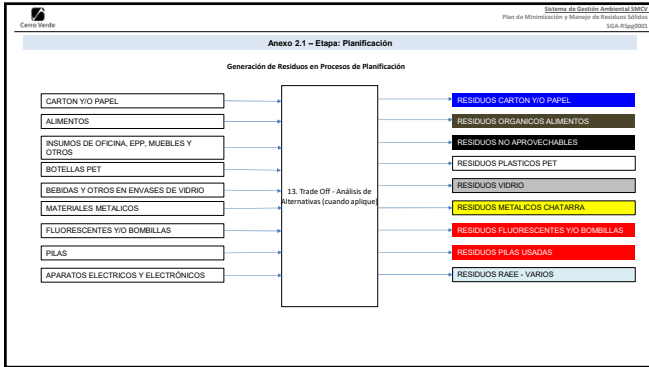 Cerro Verde
Sistema de Gestión Ambiental SMCV
Plan de Minimización y Manejo de Residuos Sólidos
SGA-RSpg0001
Anexo 2.1 – Etapa: Planificación
Generación de Residuos en Procesos de Planificación
CARTON Y/O PAPEL
ALIMENTOS
INSUMOS DE OFICINA, EPP, MUEBLES Y
OTROS
BOTELLAS PET
BEBIDAS Y OTROS EN ENVASES DE VIDRIO
MATERIALES METALICOS
FLUORESCENTES Y/O BOMBILLAS
PILAS
APARATOS ELECTRICOS Y ELECTRÓNICOS
13. Trade Off - Análisis de
Alternativas (cuando aplique)
RESIDUOS CARTON Y/O PAPEL
RESIDUOS ORGANICOS ALIMENTOS
RESIDUOS NO APROVECHABLES
RESIDUOS PLASTICOS PET
RESIDUOS VIDRIO
RESIDUOS METALICOS CHATARRA
RESIDUOS FLUORESCENTES Y/O BOMBILLAS
RESIDUOS PILAS USADAS
RESIDUOS RAEE - VARIOS